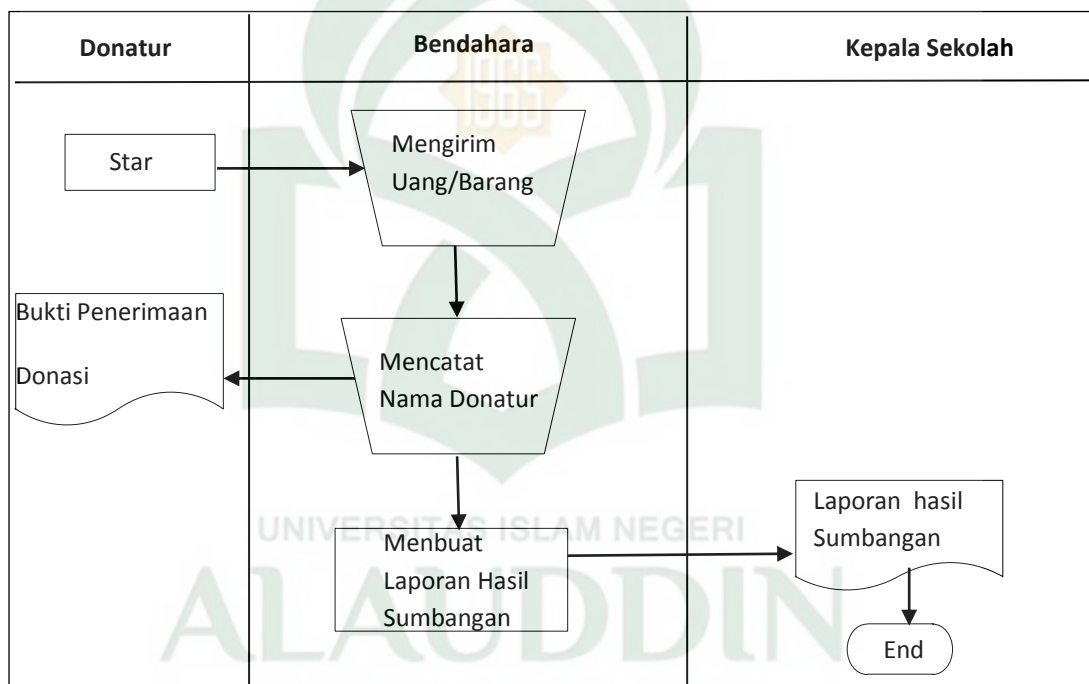 Donatur
Bendahara
Kepala Sekolah
1965
Star
Mengirim
Uang/Barang
Bukti Penerimaan
Donasi
Mencatat
Nama Donatur
UNIVERSITAS ISLAM NEGERI
ALAUDDIN
Menbuat
Laporan Hasil
Sumbangan
Laporan hasil
Sumbangan
End